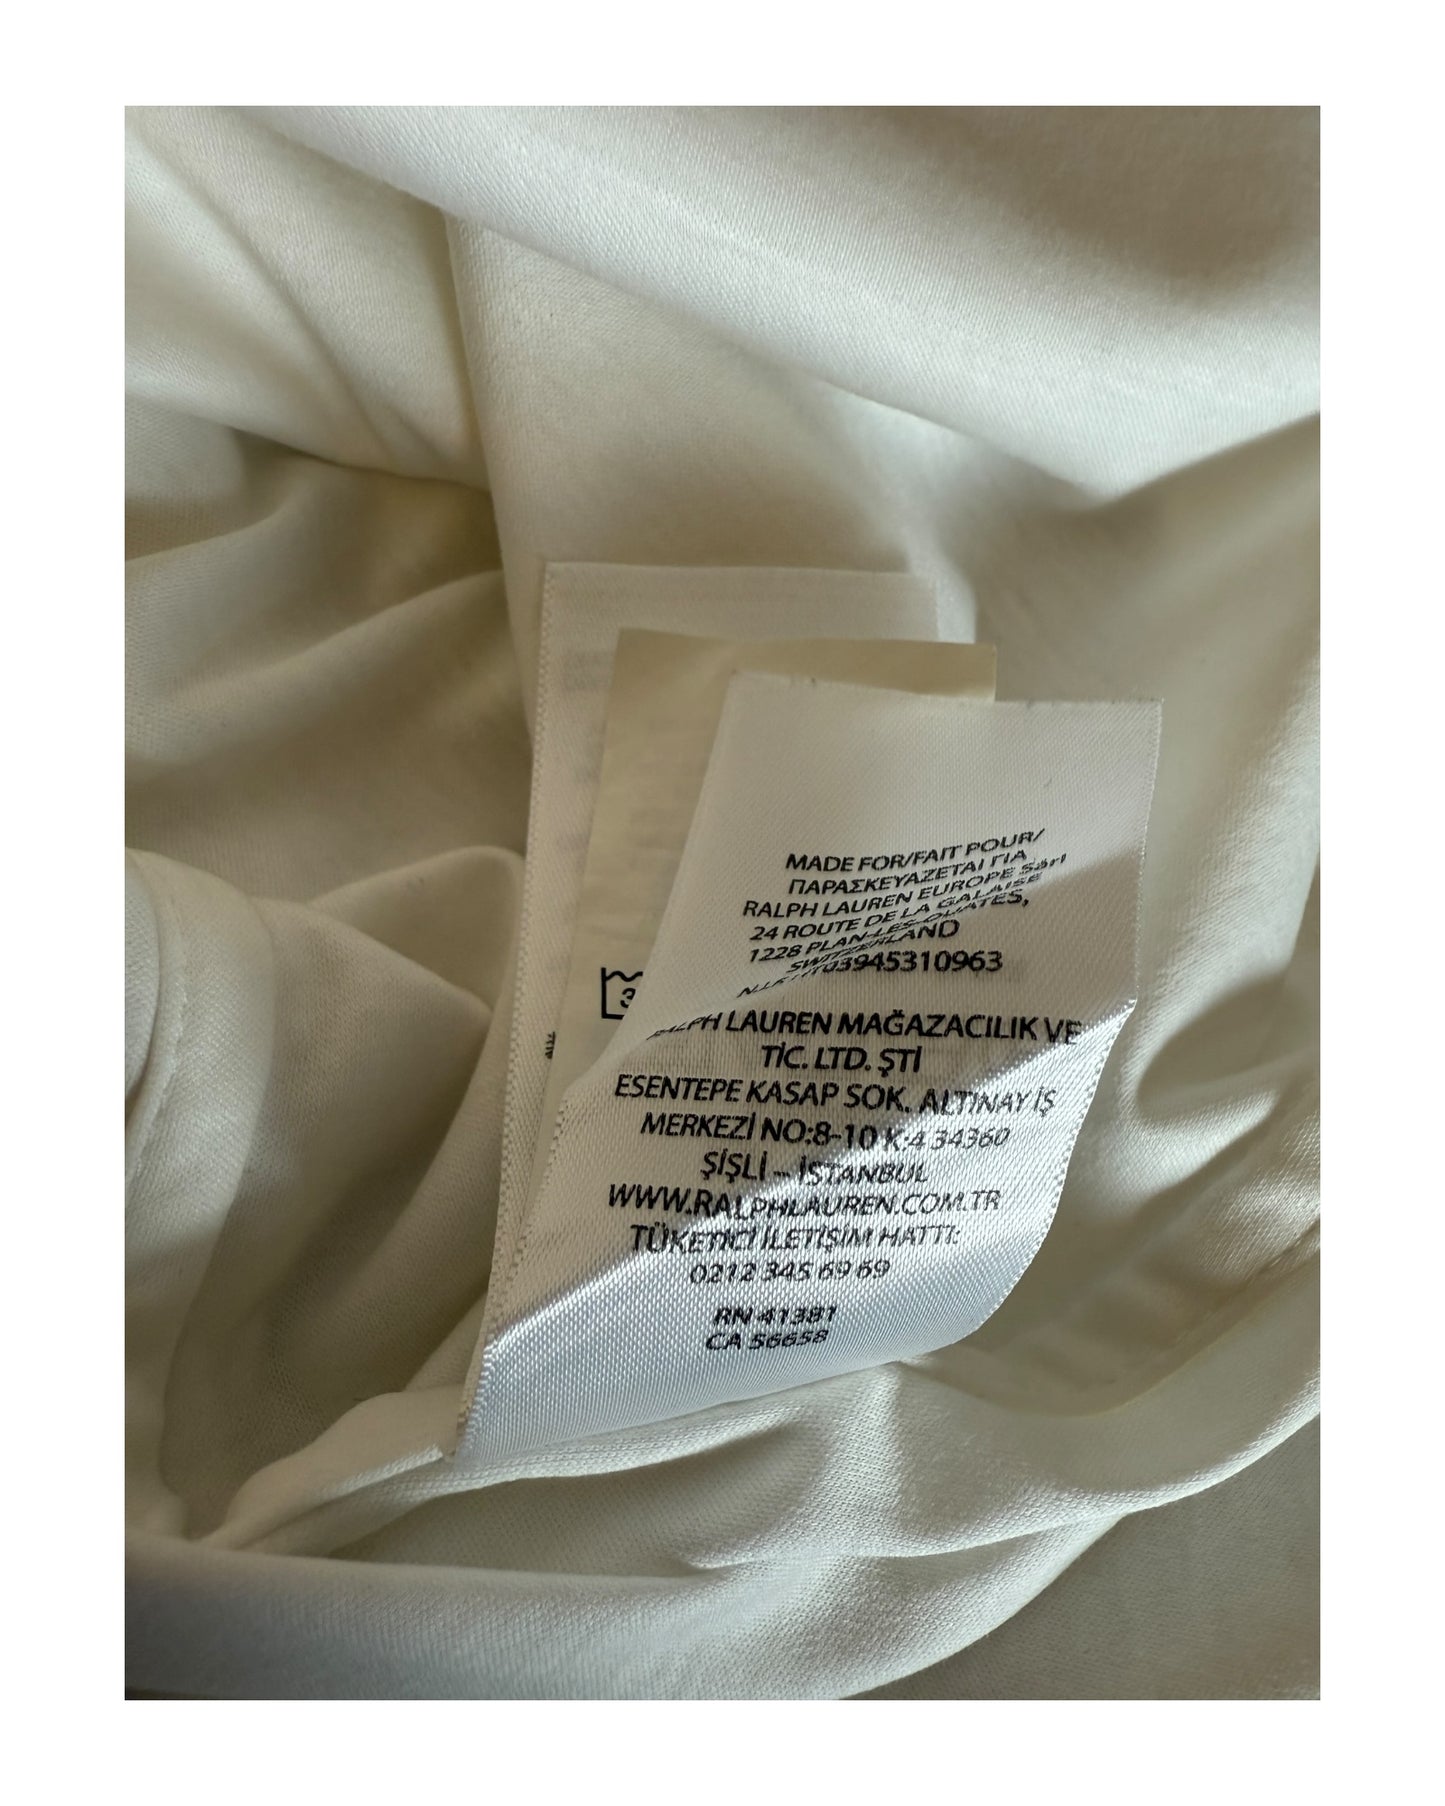 MADE FOR/FAIT POUR/
ΠΑΡΑΣΚΕΥΑΖΕΤΑΙ ΓΙΑ
RALPH LAUREN EUROPE Sàrl
24 ROUTE DE LA GALAISE
1228 PLAN-LES-OUATES,
SWITZERLAND
03945310963
RALPH LAUREN MAĞAZACILIK VE
TİC. LTD. ŞTİ
ESENTEPE KASAP SOK. ALTINAY İŞ
MERKEZİ NO:8-10 K:4 34360
ŞİŞLİ – İSTANBUL
WWW.RALPHLAUREN.COM.TR
TÜKETİCİ İLETİŞİM HATTI:
0212 345 69 69
RN 41381
CA 56658